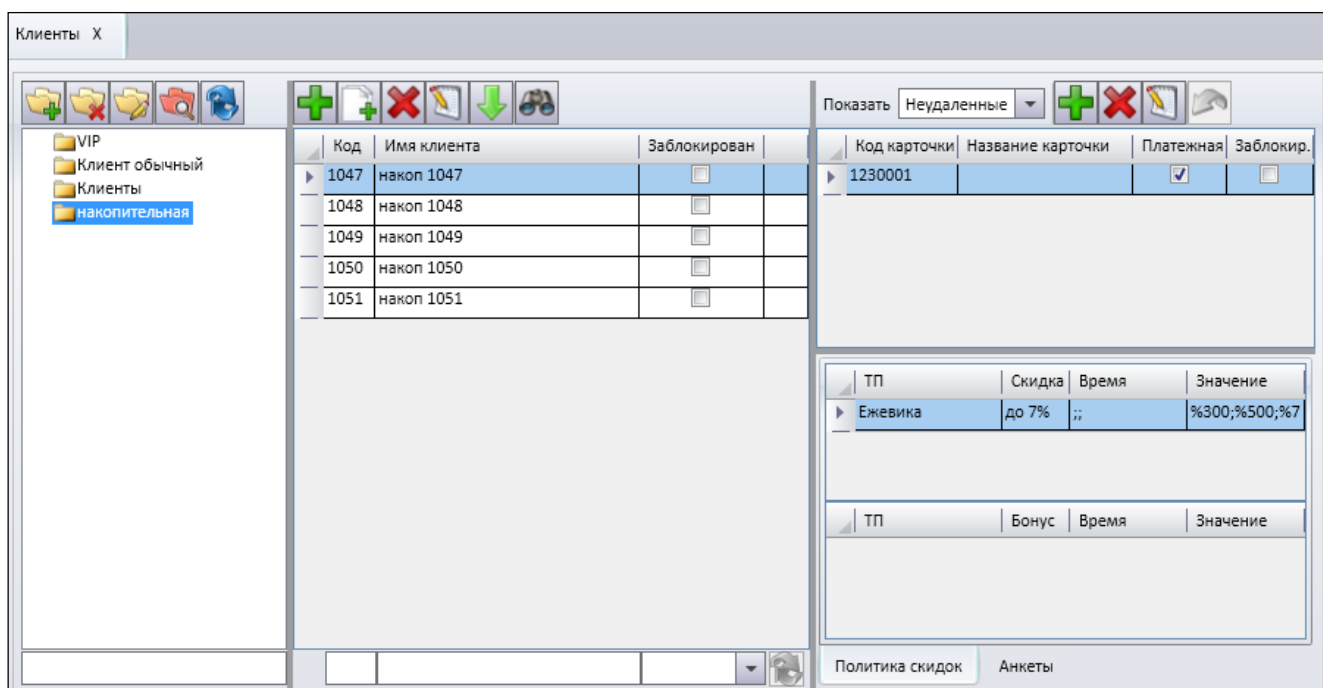 Клиенты X
Показать Неудаленные
VIP
Клиент обычный
Клиенты
накопительная
Код Имя клиента Заблокирован
1047 накоп 1047
1048 накоп 1048
1049 накоп 1049
1050 накоп 1050
1051 накоп 1051
Код карточки Название карточки Платежная Заблокир.
1230001
ТП Скидка Время Значение
Ежевика до 7% ;; %300;%500;%7
ТП Бонус Время Значение
Политика скидок Анкеты